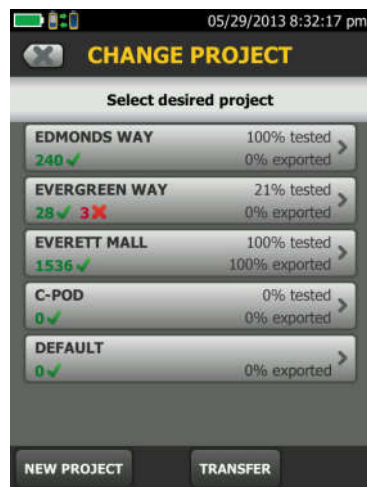 05/29/2013 8:32:17 pm
CHANGE PROJECT
Select desired project
EDMONDS WAY 100% tested
240 ✓ 0% exported
EVERGREEN WAY 21% tested
28 ✓ 3 ✗ 0% exported
EVERETT MALL 100% tested
1536 ✓ 100% exported
C-POD 0% tested
0 ✓ 0% exported
DEFAULT
0 ✓ 0% exported
NEW PROJECT TRANSFER